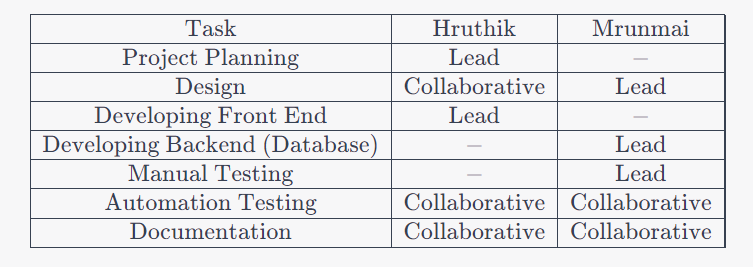 Task Hruthik Mrunmai
Project Planning Lead –
Design Collaborative Lead
Developing Front End Lead –
Developing Backend (Database) – Lead
Manual Testing – Lead
Automation Testing Collaborative Collaborative
Documentation Collaborative Collaborative